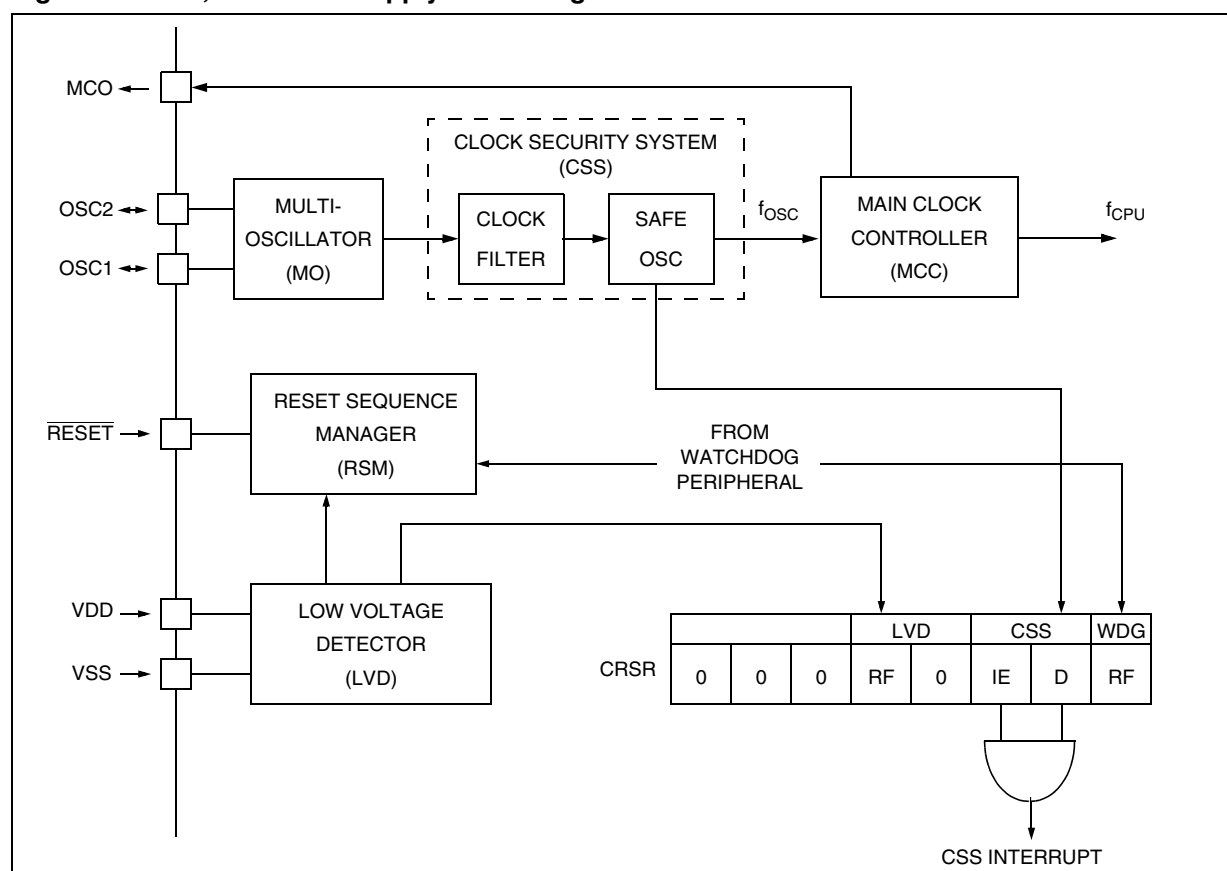 MCO
CLOCK SECURITY SYSTEM
(CSS)
OSC2
OSC1
MULTI-
OSCILLATOR
(MO)
CLOCK
FILTER
SAFE
OSC
fOSC
MAIN CLOCK
CONTROLLER
(MCC)
fCPU
RESET
RESET SEQUENCE
MANAGER
(RSM)
FROM
WATCHDOG
PERIPHERAL
VDD
VSS
LOW VOLTAGE
DETECTOR
(LVD)
LVD CSS WDG
CRSR 0 0 0 RF 0 IE D RF
CSS INTERRUPT